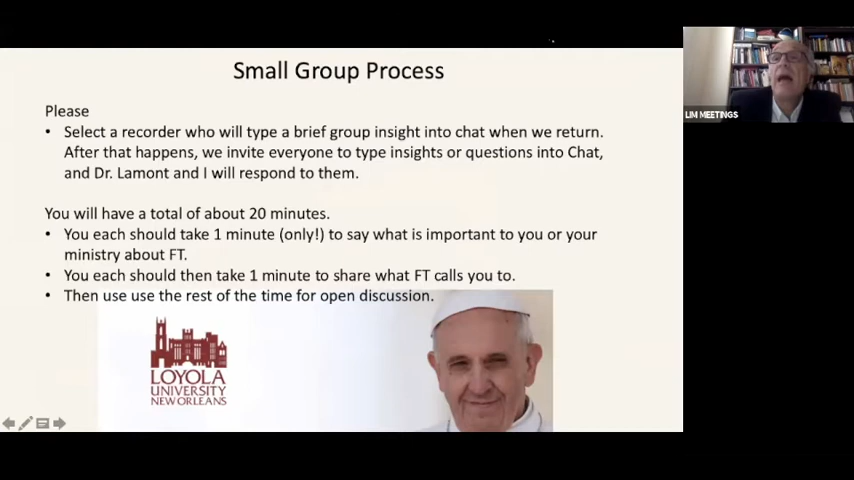 Small Group Process
Please
• Select a recorder who will type a brief group insight into chat when we return.
After that happens, we invite everyone to type insights or questions into Chat,
and Dr. Lamont and I will respond to them.
You will have a total of about 20 minutes.
• You each should take 1 minute (only!) to say what is important to you or your
ministry about FT.
• You each should then take 1 minute to share what FT calls you to.
• Then use use the rest of the time for open discussion.
LOYOLA
UNIVERSITY
NEW ORLEANS
LIM MEETINGS